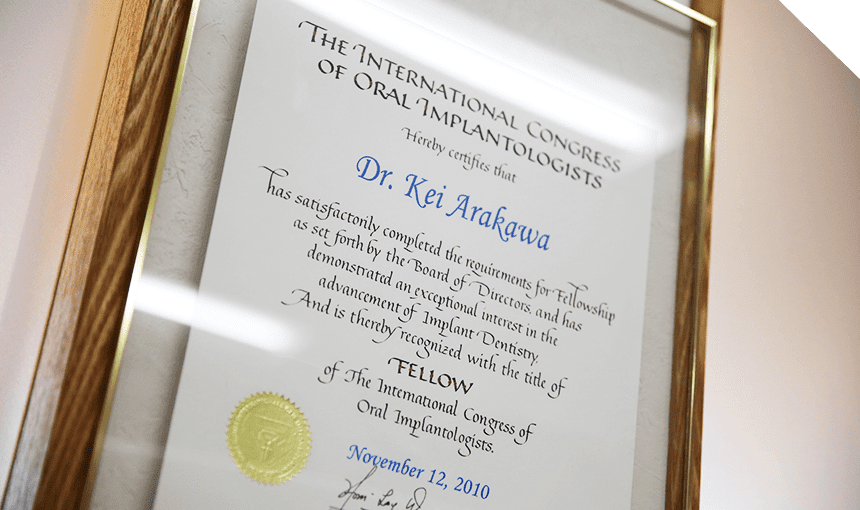 THE INTERNATIONAL CONGRESS
OF ORAL IMPLANTOLOGISTS
Hereby certifies that
Dr. Kei Arakawa
has satisfactorily completed the requirements for Fellowship
as set forth by the Board of Directors, and has
demonstrated an exceptional interest in the
advancement of Implant Dentistry,
And is thereby recognized with the title of
FELLOW
of The International Congress of
Oral Implantologists.
November 12, 2010